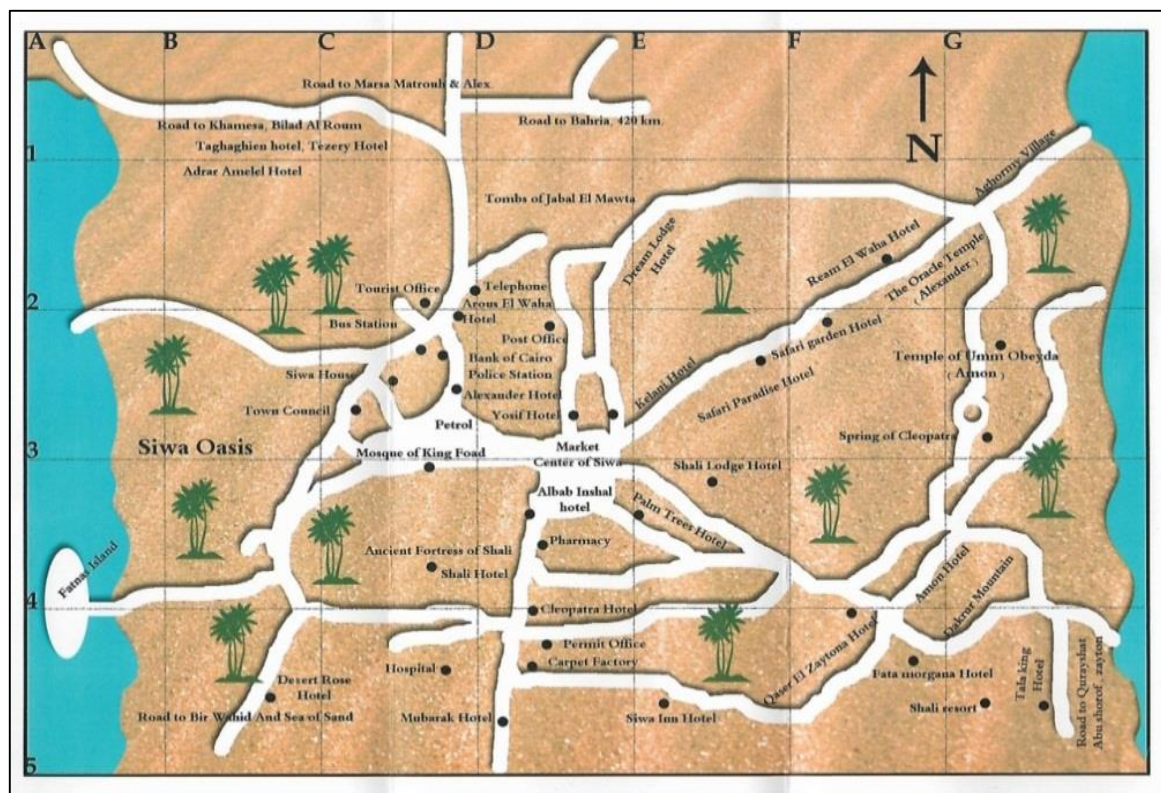 A
B
C
D
E
F
G
N
1
2
3
4
5
Road to Marsa Matrouh & Alex
Road to Khamesa, Bilad Al Roum
Taghaghien hotel, Tezery Hotel
Adrar Amelel Hotel
Road to Bahria, 420 km.
Aghormy Village
Tombs of Jabal El Mawta
Dream Lodge
Hotel
Ream El Waha Hotel
The Oracle Temple
( Alexander )
Tourist Office
Telephone
Arous El Waha
Hotel
Bus Station
Post Office
Safari garden Hotel
Bank of Cairo
Siwa House
Police Station
Kelani Hotel
Safari Paradise Hotel
Temple of Umm Obeyda
( Amon )
Alexander Hotel
Town Council
Yosif Hotel
Petrol
Siwa Oasis
Mosque of King Foad
Market
Center of Siwa
Spring of Cleopatra
Shali Lodge Hotel
Albab Inshal
hotel
Palm Trees Hotel
Pharmacy
Ancient Fortress of Shali
Shali Hotel
Fatnas Island
Amon Hotel
Dakrur Mountain
Cleopatra Hotel
Permit Office
Carpet Factory
Hospital
Qaser El Zaytona Hotel
Fata morgana Hotel
Desert Rose
Hotel
Road to Bir Wahid And Sea of Sand
Mubarak Hotel
Siwa Inn Hotel
Shali resort
Tala king
Hotel
Road to Qurayshat
Abu shorof , zayton